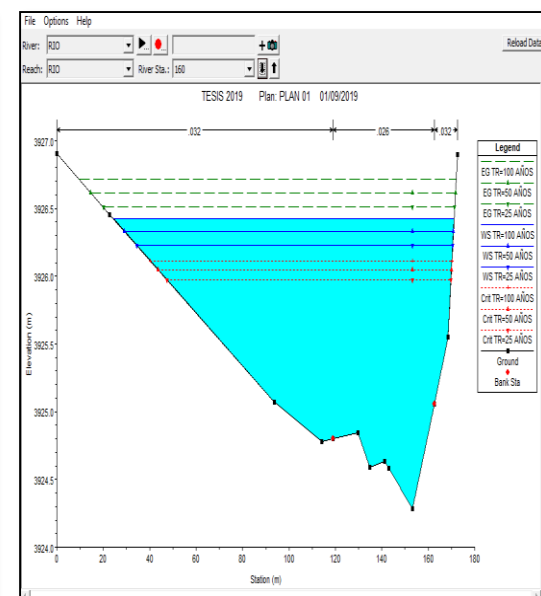 File Options Help
River: RIO
Reload Data
Reach: RIO River Sta.: 160
TESIS 2019 Plan: PLAN 01 01/09/2019
.032 .026 .032
Legend
EG TR=100 AÑOS
EG TR=50 AÑOS
EG TR=25 AÑOS
WS TR=100 AÑOS
WS TR=50 AÑOS
WS TR=25 AÑOS
Crit TR=100 AÑOS
Crit TR=50 AÑOS
Crit TR=25 AÑOS
Ground
Bank Sta
3927.0
3926.5
3926.0
3925.5
3925.0
3924.5
3924.0
Elevation (m)
0 20 40 60 80 100 120 140 160 180
Station (m)